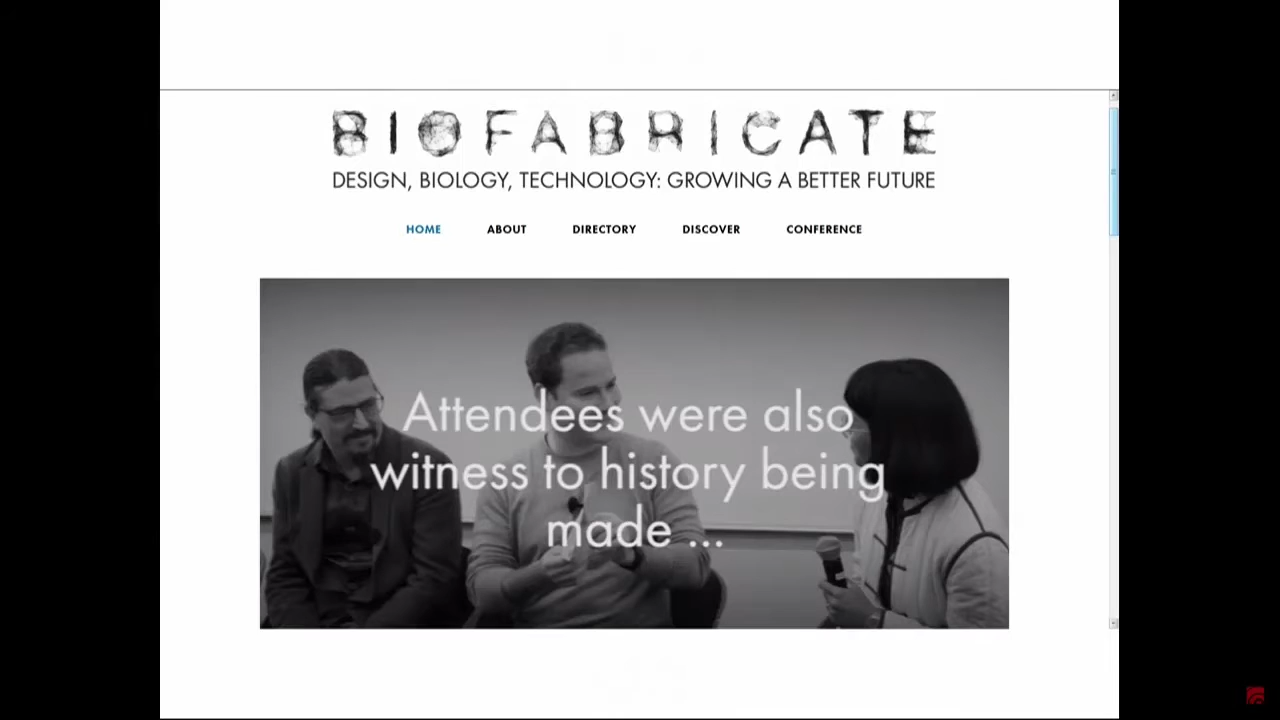 BIOFABRICATE
DESIGN, BIOLOGY, TECHNOLOGY: GROWING A BETTER FUTURE
HOME ABOUT DIRECTORY DISCOVER CONFERENCE
Attendees were also
witness to history being
made ...